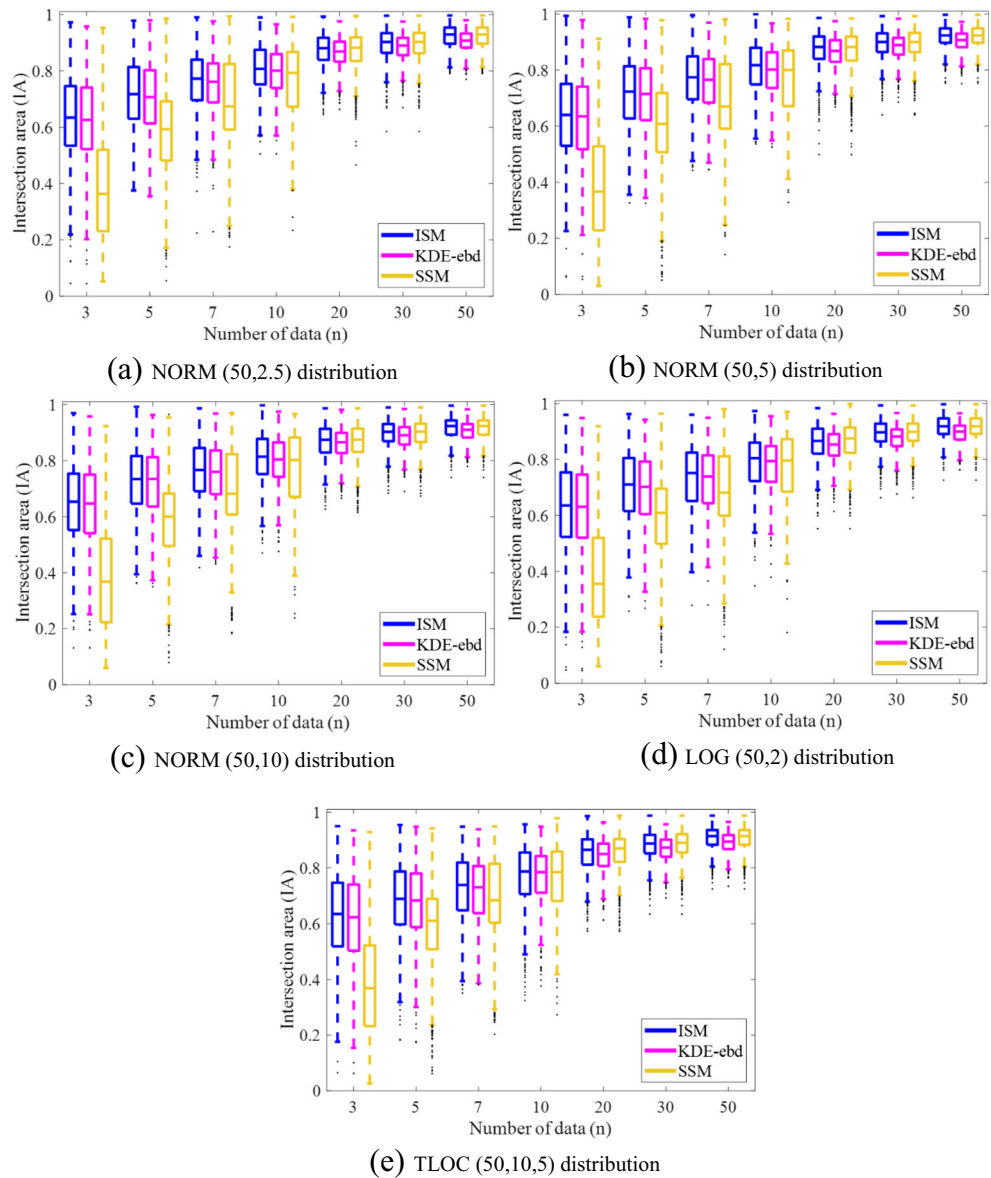 1
0.8
0.6
0.4
0.2
0
Intersection area (IA)
ISM
KDE-ebd
SSM
3 5 7 10 20 30 50
Number of data (n)
(a) NORM (50,2.5) distribution
1
0.8
0.6
0.4
0.2
0
Intersection area (IA)
ISM
KDE-ebd
SSM
3 5 7 10 20 30 50
Number of data (n)
(b) NORM (50,5) distribution
1
0.8
0.6
0.4
0.2
0
Intersection area (IA)
ISM
KDE-ebd
SSM
3 5 7 10 20 30 50
Number of data (n)
(c) NORM (50,10) distribution
1
0.8
0.6
0.4
0.2
0
Intersection area (IA)
ISM
KDE-ebd
SSM
3 5 7 10 20 30 50
Number of data (n)
(d) LOG (50,2) distribution
1
0.8
0.6
0.4
0.2
0
Intersection area (IA)
ISM
KDE-ebd
SSM
3 5 7 10 20 30 50
Number of data (n)
(e) TLOC (50,10,5) distribution